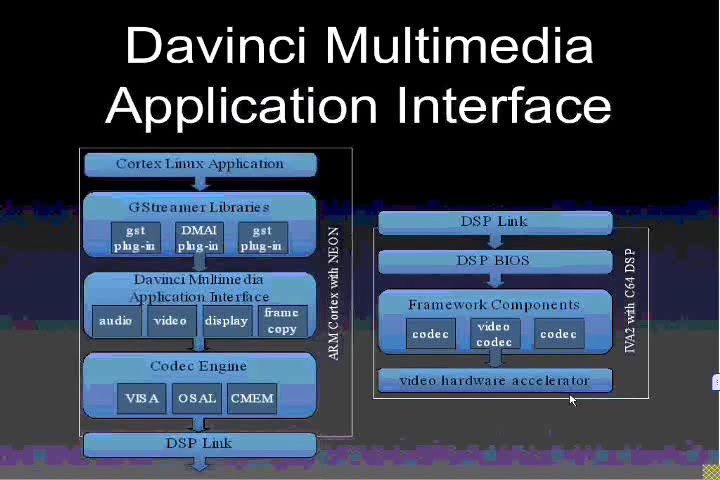 Davinci Multimedia
Application Interface
Cortex Linux Application
GStreamer Libraries
gst
plug-in
DMAI
plug-in
gst
plug-in
Davinci Multimedia
Application Interface
audio
video
display
frame
copy
Codec Engine
VISA
OSAL
CMEM
DSP Link
ARM Cortex with NEON
DSP Link
DSP BIOS
Framework Components
codec
video
codec
codec
video hardware accelerator
IVA2 with C64 DSP